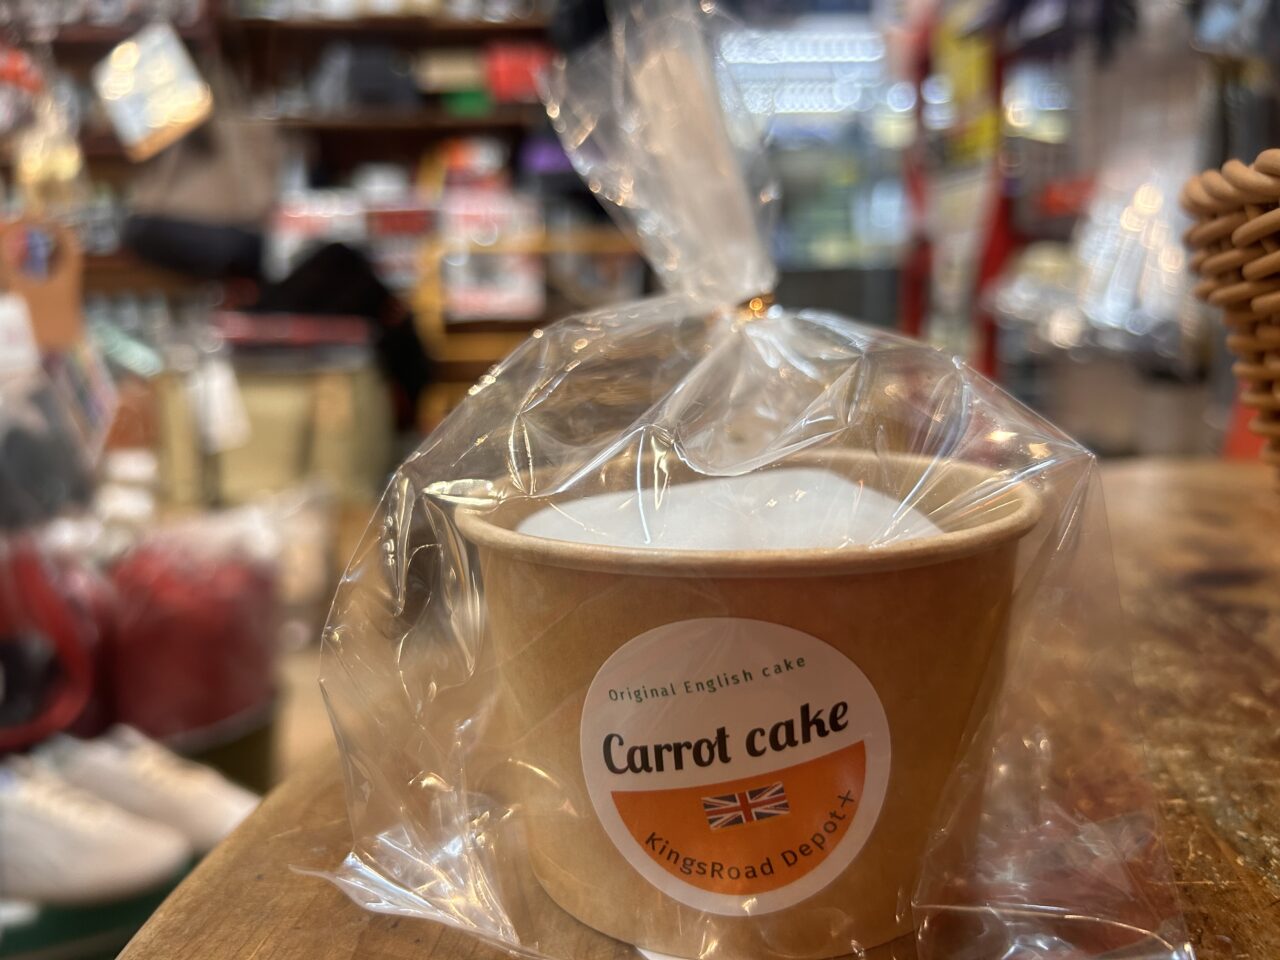 Original English cake
Carrot cake
KingsRoad Depot+